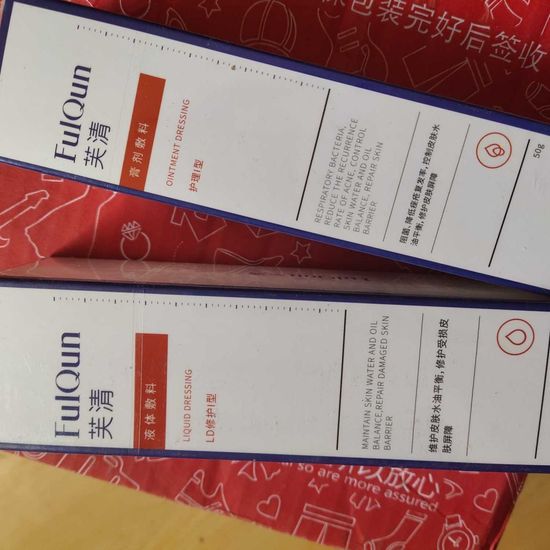 包装完好后签收
FulQun
芙清
膏剂敷料
OINTMENT DRESSING
护理I型
RESPIRATORY BACTERIA,
REDUCE THE RECURRENCE
RATE OF ACNE, CONTROL
SKIN WATER AND OIL
BALANCE, REPAIR SKIN
BARRIER
阻菌、降低痤疮复发率,控制皮肤水
油平衡,修护皮肤屏障
50g
FulQun
芙清
液体敷料
LIQUID DRESSING
LD修护I型
MAINTAIN SKIN WATER AND OIL
BALANCE,REPAIR DAMAGED SKIN
BARRIER
维护皮肤水油平衡,修护受损皮
肤屏障
以放心
so are more assured